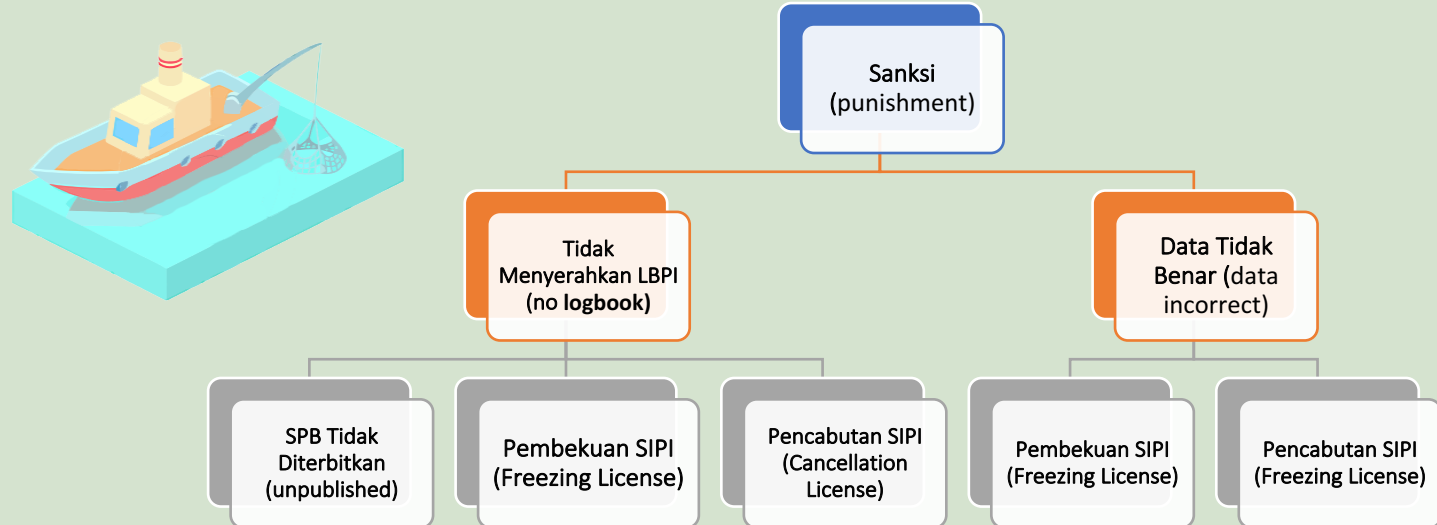 Sanksi
(punishment)
Tidak
Menyerahkan LBPI
(no logbook)
Data Tidak
Benar (data
incorrect)
SPB Tidak
Diterbitkan
(unpublished)
Pembekuan SIPI
(Freezing License)
Pencabutan SIPI
(Cancellation
License)
Pembekuan SIPI
(Freezing License)
Pencabutan SIPI
(Freezing License)